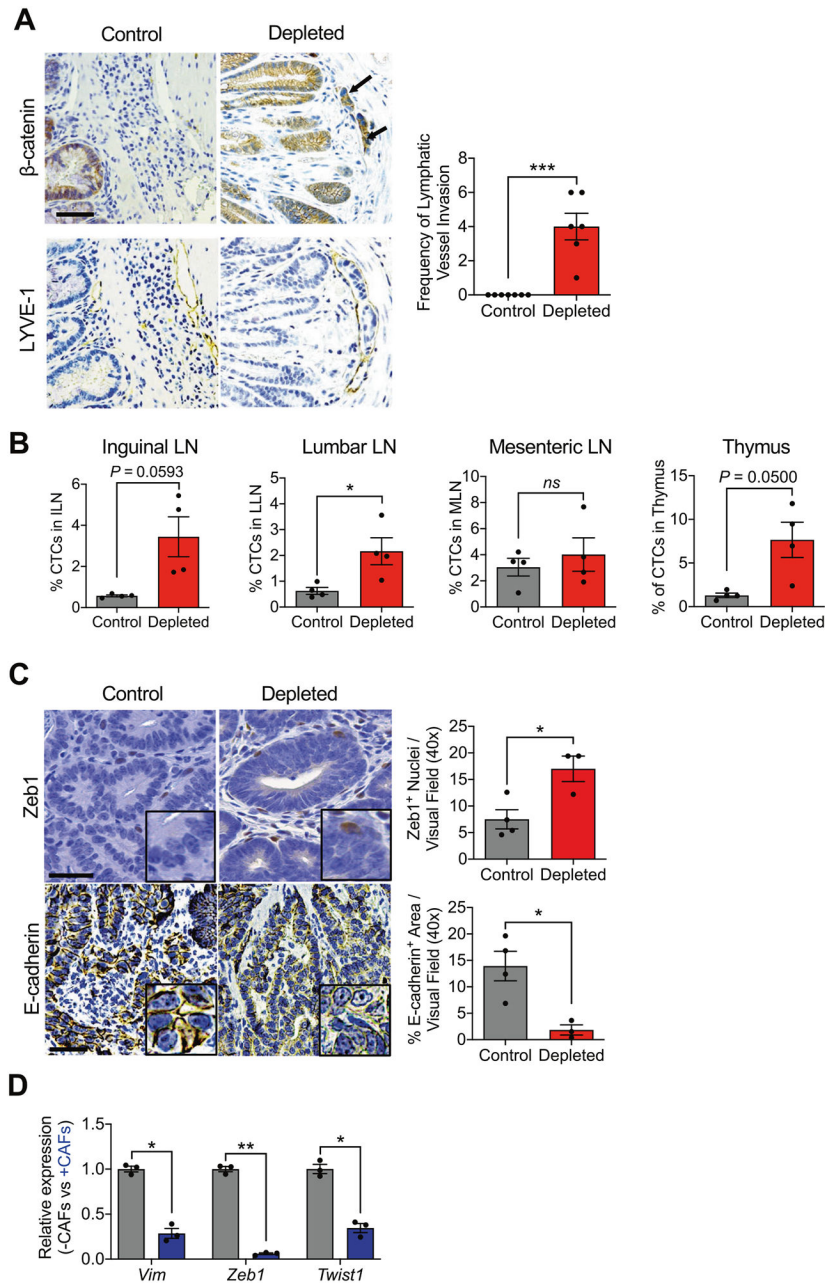 A
Control
Depleted
β-catenin
LYVE-1
Frequency of Lymphatic
Vessel Invasion
8
6
4
2
0
***
Control
Depleted
B
Inguinal LN
P = 0.0593
% CTCs in ILN
6
4
2
0
Control
Depleted
Lumbar LN
*
% CTCs in LLN
5
4
3
2
1
0
Control
Depleted
Mesenteric LN
ns
% CTCs in MLN
10
8
6
4
2
0
Control
Depleted
Thymus
P = 0.0500
% of CTCs in Thymus
15
10
5
0
Control
Depleted
C
Control
Depleted
Zeb1
E-cadherin
Zeb1⁺ Nuclei /
Visual Field (40x)
25
20
15
10
5
0
*
Control
Depleted
% E-cadherin⁺ Area /
Visual Field (40x)
25
20
15
10
5
0
*
Control
Depleted
D
Relative expression
(-CAFs vs +CAFs)
1.5
1.0
0.5
0.0
*
**
*
Vim
Zeb1
Twist1